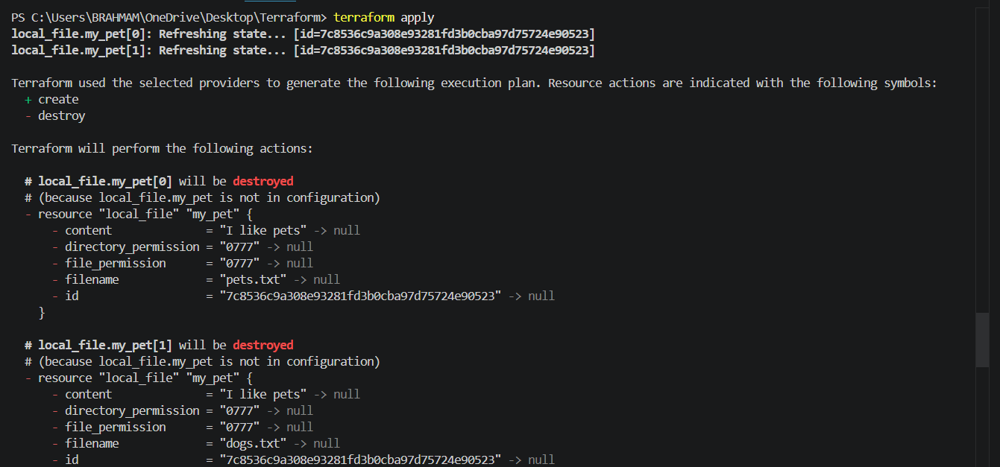 PS C:\Users\BRAHMAM\OneDrive\Desktop\Terraform> terraform apply
local_file.my_pet[0]: Refreshing state... [id=7c8536c9a308e93281fd3b0cba97d75724e90523]
local_file.my_pet[1]: Refreshing state... [id=7c8536c9a308e93281fd3b0cba97d75724e90523]
Terraform used the selected providers to generate the following execution plan. Resource actions are indicated with the following symbols:
+ create
- destroy
Terraform will perform the following actions:
# local_file.my_pet[0] will be destroyed
# (because local_file.my_pet is not in configuration)
- resource "local_file" "my_pet" {
- content = "I like pets" -> null
- directory_permission = "0777" -> null
- file_permission = "0777" -> null
- filename = "pets.txt" -> null
- id = "7c8536c9a308e93281fd3b0cba97d75724e90523" -> null
}
# local_file.my_pet[1] will be destroyed
# (because local_file.my_pet is not in configuration)
- resource "local_file" "my_pet" {
- content = "I like pets" -> null
- directory_permission = "0777" -> null
- file_permission = "0777" -> null
- filename = "dogs.txt" -> null
- id = "7c8536c9a308e93281fd3b0cba97d75724e90523" -> null